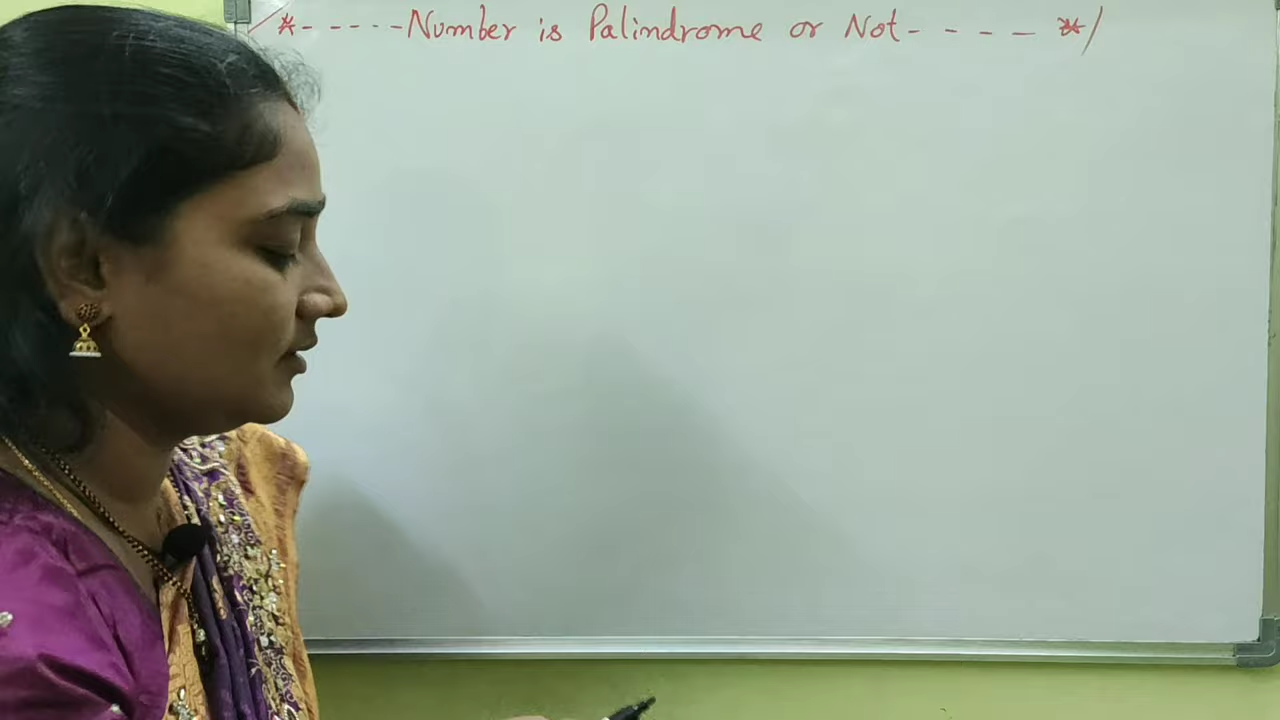 /*-----Number is Palindrome or Not---- */